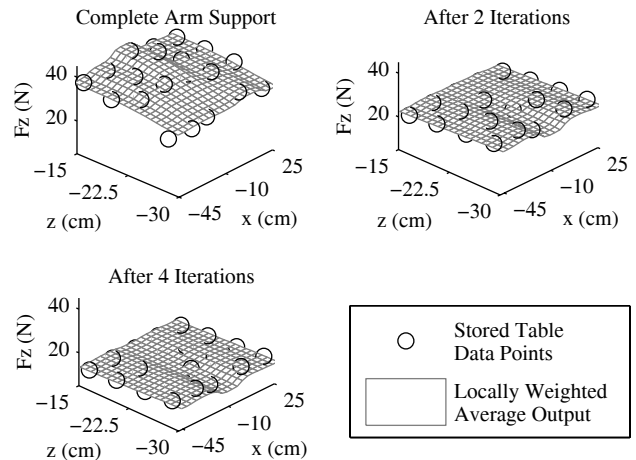 Complete Arm Support
After 2 Iterations
40
20
Fz (N)
−15
−22.5
−30
z (cm)
−45
−10
25
x (cm)
40
20
Fz (N)
−15
−22.5
−30
z (cm)
−45
−10
25
x (cm)
After 4 Iterations
40
20
Fz (N)
−15
−22.5
−30
z (cm)
−45
−10
25
x (cm)
Stored Table
Data Points
Locally Weighted
Average Output